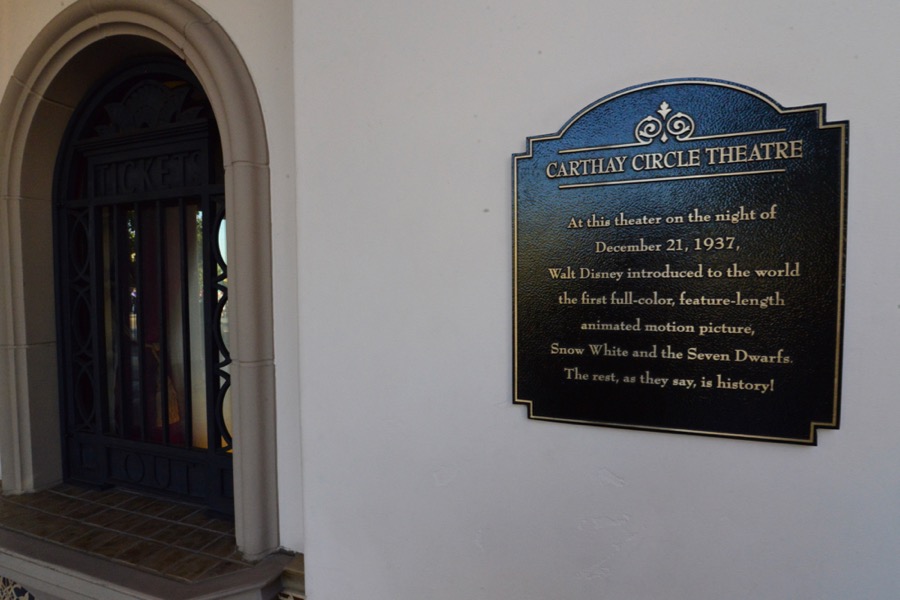 TICKETS
OUT
CARTHAY CIRCLE THEATRE
At this theater on the night of
December 21, 1937,
Walt Disney introduced to the world
the first full-color, feature-length
animated motion picture,
Snow White and the Seven Dwarfs.
The rest, as they say, is history!